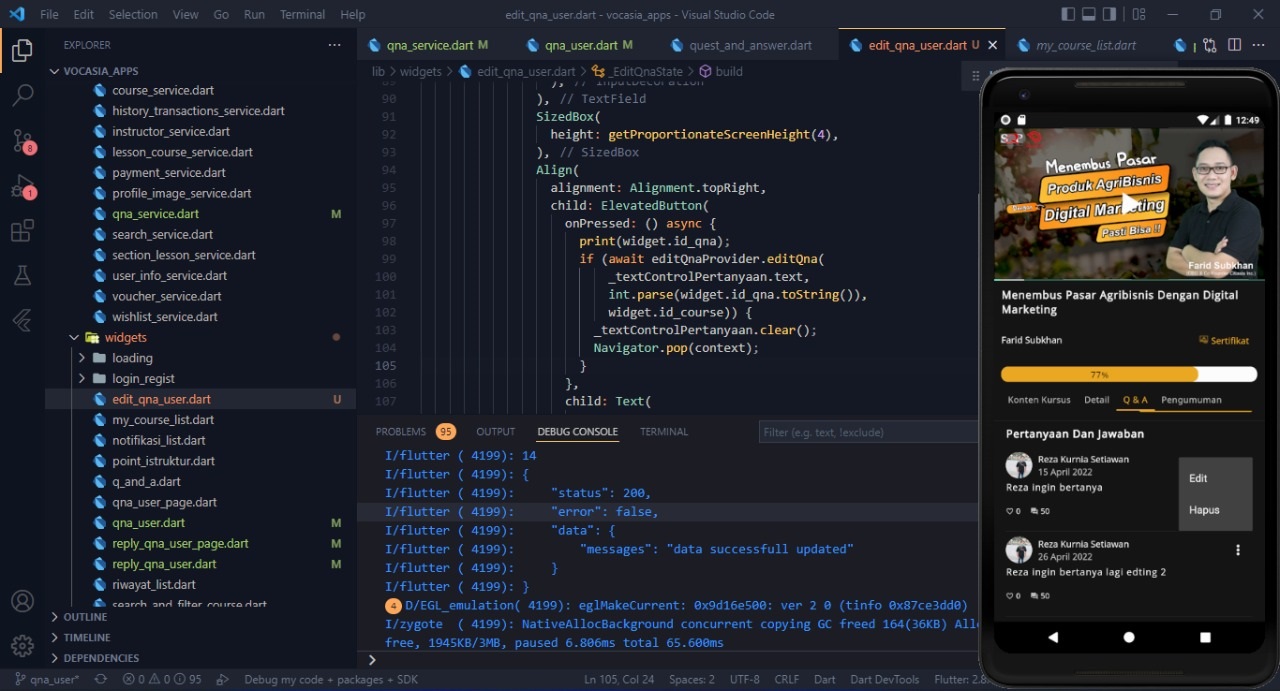 File Edit Selection View Go Run Terminal Help
edit_qna_user.dart - vocasia_apps - Visual Studio Code
EXPLORER
VOCASIA_APPS
course_service.dart
history_transactions_service.dart
instructor_service.dart
lesson_course_service.dart
payment_service.dart
profile_image_service.dart
qna_service.dart M
search_service.dart
section_lesson_service.dart
user_info_service.dart
voucher_service.dart
wishlist_service.dart
widgets
loading
login_regist
edit_qna_user.dart U
my_course_list.dart
notifikasi_list.dart
point_istruktur.dart
q_and_a.dart
qna_user_page.dart
qna_user.dart M
reply_qna_user_page.dart M
reply_qna_user.dart M
riwayat_list.dart
search_and_filter_course.dart
OUTLINE
TIMELINE
DEPENDENCIES
8
1
qna_service.dart M
qna_user.dart M
quest_and_answer.dart
edit_qna_user.dart U
my_course_list.dart
lib > widgets > edit_qna_user.dart > _EditQnaState > build
89 ), // InputDecoration
90 ), // TextField
91 SizedBox(
92 height: getProportionateScreenHeight(4),
93 ), // SizedBox
94 Align(
95 alignment: Alignment.topRight,
96 child: ElevatedButton(
97 onPressed: () async {
98 print(widget.id_qna);
99 if (await editQnaProvider.editQna(
100 _textControlPertanyaan.text,
101 int.parse(widget.id_qna.toString()),
102 widget.id_course)) {
103 _textControlPertanyaan.clear();
104 Navigator.pop(context);
105 }
106 },
107 child: Text(
PROBLEMS 95 OUTPUT DEBUG CONSOLE TERMINAL
Filter (e.g. text, !exclude)
I/flutter ( 4199): 14
I/flutter ( 4199): {
I/flutter ( 4199): "status": 200,
I/flutter ( 4199): "error": false,
I/flutter ( 4199): "data": {
I/flutter ( 4199): "messages": "data successfull updated"
I/flutter ( 4199): }
I/flutter ( 4199): }
4 D/EGL_emulation( 4199): eglMakeCurrent: 0x9d16e500: ver 2 0 (tinfo 0x87ce3dd0)
I/zygote ( 4199): NativeAllocBackground concurrent copying GC freed 164(36KB) All
free, 1945KB/3MB, paused 6.806ms total 65.600ms
qna_user* 0 0 95 Debug my code + packages + SDK
Ln 105, Col 24 Spaces: 2 UTF-8 CRLF Dart Dart DevTools Flutter: 2.8
12:49
Menembus Pasar
Produk AgriBisnis
Dengan
Digital Marketing
Pasti Bisa !!
Farid Subkhan
Menembus Pasar Agribisnis Dengan Digital
Marketing
Farid Subkhan
Sertifikat
77%
Konten Kursus Detail Q & A Pengumuman
Pertanyaan Dan Jawaban
Reza Kurnia Setiawan
15 April 2022
Reza ingin bertanya
0 50
Edit
Hapus
Reza Kurnia Setiawan
26 April 2022
Reza ingin bertanya lagi edting 2
0 50